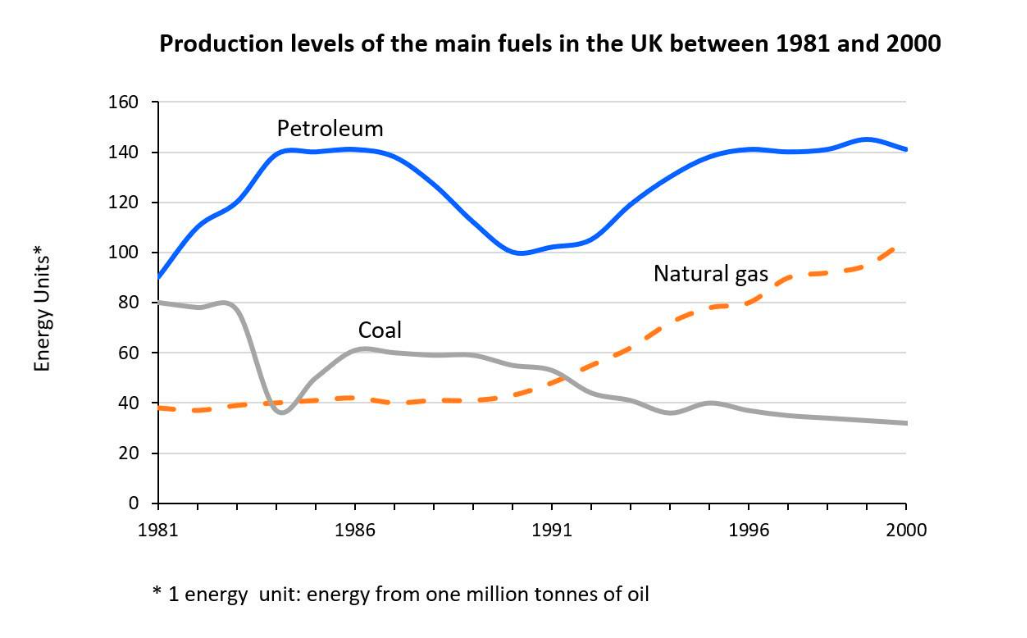 Production levels of the main fuels in the UK between 1981 and 2000
Energy Units*
160
140
120
100
80
60
40
20
0
Petroleum
Natural gas
Coal
1981 1986 1991 1996 2000
* 1 energy unit: energy from one million tonnes of oil